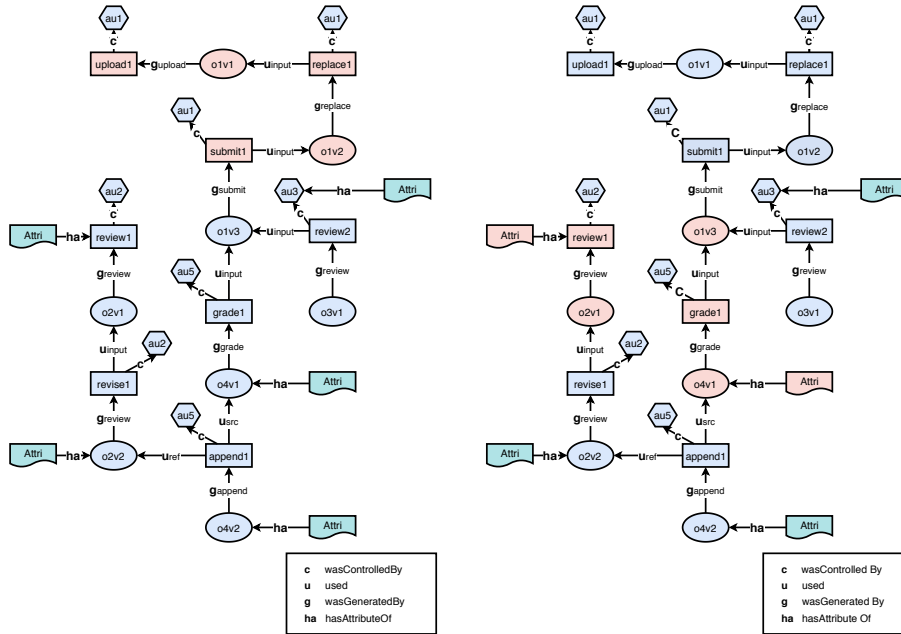 au1
au1
c
c
upload1
gupload
o1v1
uinput
replace1
greplace
au1
c
submit1
uinput
o1v2
gsubmit
au2
c
au3
ha
Attri
c
Attri
ha
review1
o1v3
uinput
review2
greview
uinput
greview
au5
c
o2v1
grade1
o3v1
uinput
au2
c
ggrade
revise1
o4v1
ha
Attri
greview
au5
c
usrc
Attri
ha
o2v2
uref
append1
gappend
o4v2
ha
Attri
c wasControlledBy
u used
g wasGeneratedBy
ha hasAttributeOf
au1
au1
c
c
upload1
gupload
o1v1
uinput
replace1
greplace
au1
C
submit1
uinput
o1v2
gsubmit
au2
c
au3
ha
Attri
c
Attri
ha
review1
o1v3
uinput
review2
greview
uinput
greview
au5
C
o2v1
grade1
o3v1
uinput
au2
c
ggrade
revise1
o4v1
ha
Attri
greview
au5
c
usrc
Attri
ha
o2v2
uref
append1
gappend
o4v2
ha
Attri
c wasControlled By
u used
g wasGenerated By
ha hasAttribute Of